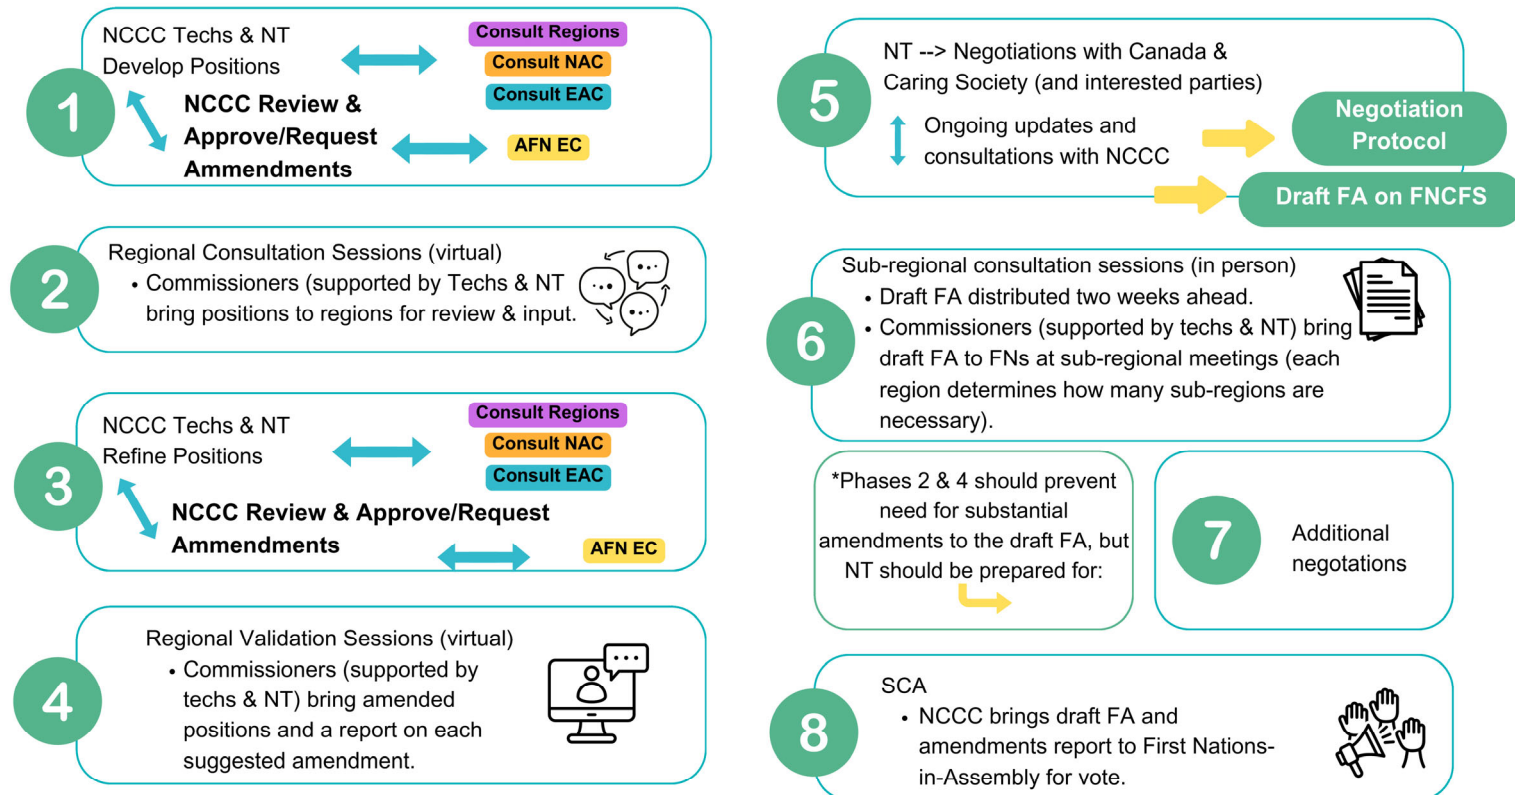 1
NCCC Techs & NT
Develop Positions
Consult Regions
Consult NAC
Consult EAC
NCCC Review &
Approve/Request
Ammendments
AFN EC
2
Regional Consultation Sessions (virtual)
• Commissioners (supported by Techs & NT
bring positions to regions for review & input.
3
NCCC Techs & NT
Refine Positions
Consult Regions
Consult NAC
Consult EAC
NCCC Review & Approve/Request
Ammendments
AFN EC
4
Regional Validation Sessions (virtual)
• Commissioners (supported by
techs & NT) bring amended
positions and a report on each
suggested amendment.
5
NT --> Negotiations with Canada &
Caring Society (and interested parties)
Ongoing updates and
consultations with NCCC
Negotiation
Protocol
Draft FA on FNCFS
6
Sub-regional consultation sessions (in person)
• Draft FA distributed two weeks ahead.
• Commissioners (supported by techs & NT) bring
draft FA to FNs at sub-regional meetings (each
region determines how many sub-regions are
necessary).
*Phases 2 & 4 should prevent
need for substantial
amendments to the draft FA, but
NT should be prepared for:
7
Additional
negotations
8
SCA
• NCCC brings draft FA and
amendments report to First Nations-
in-Assembly for vote.